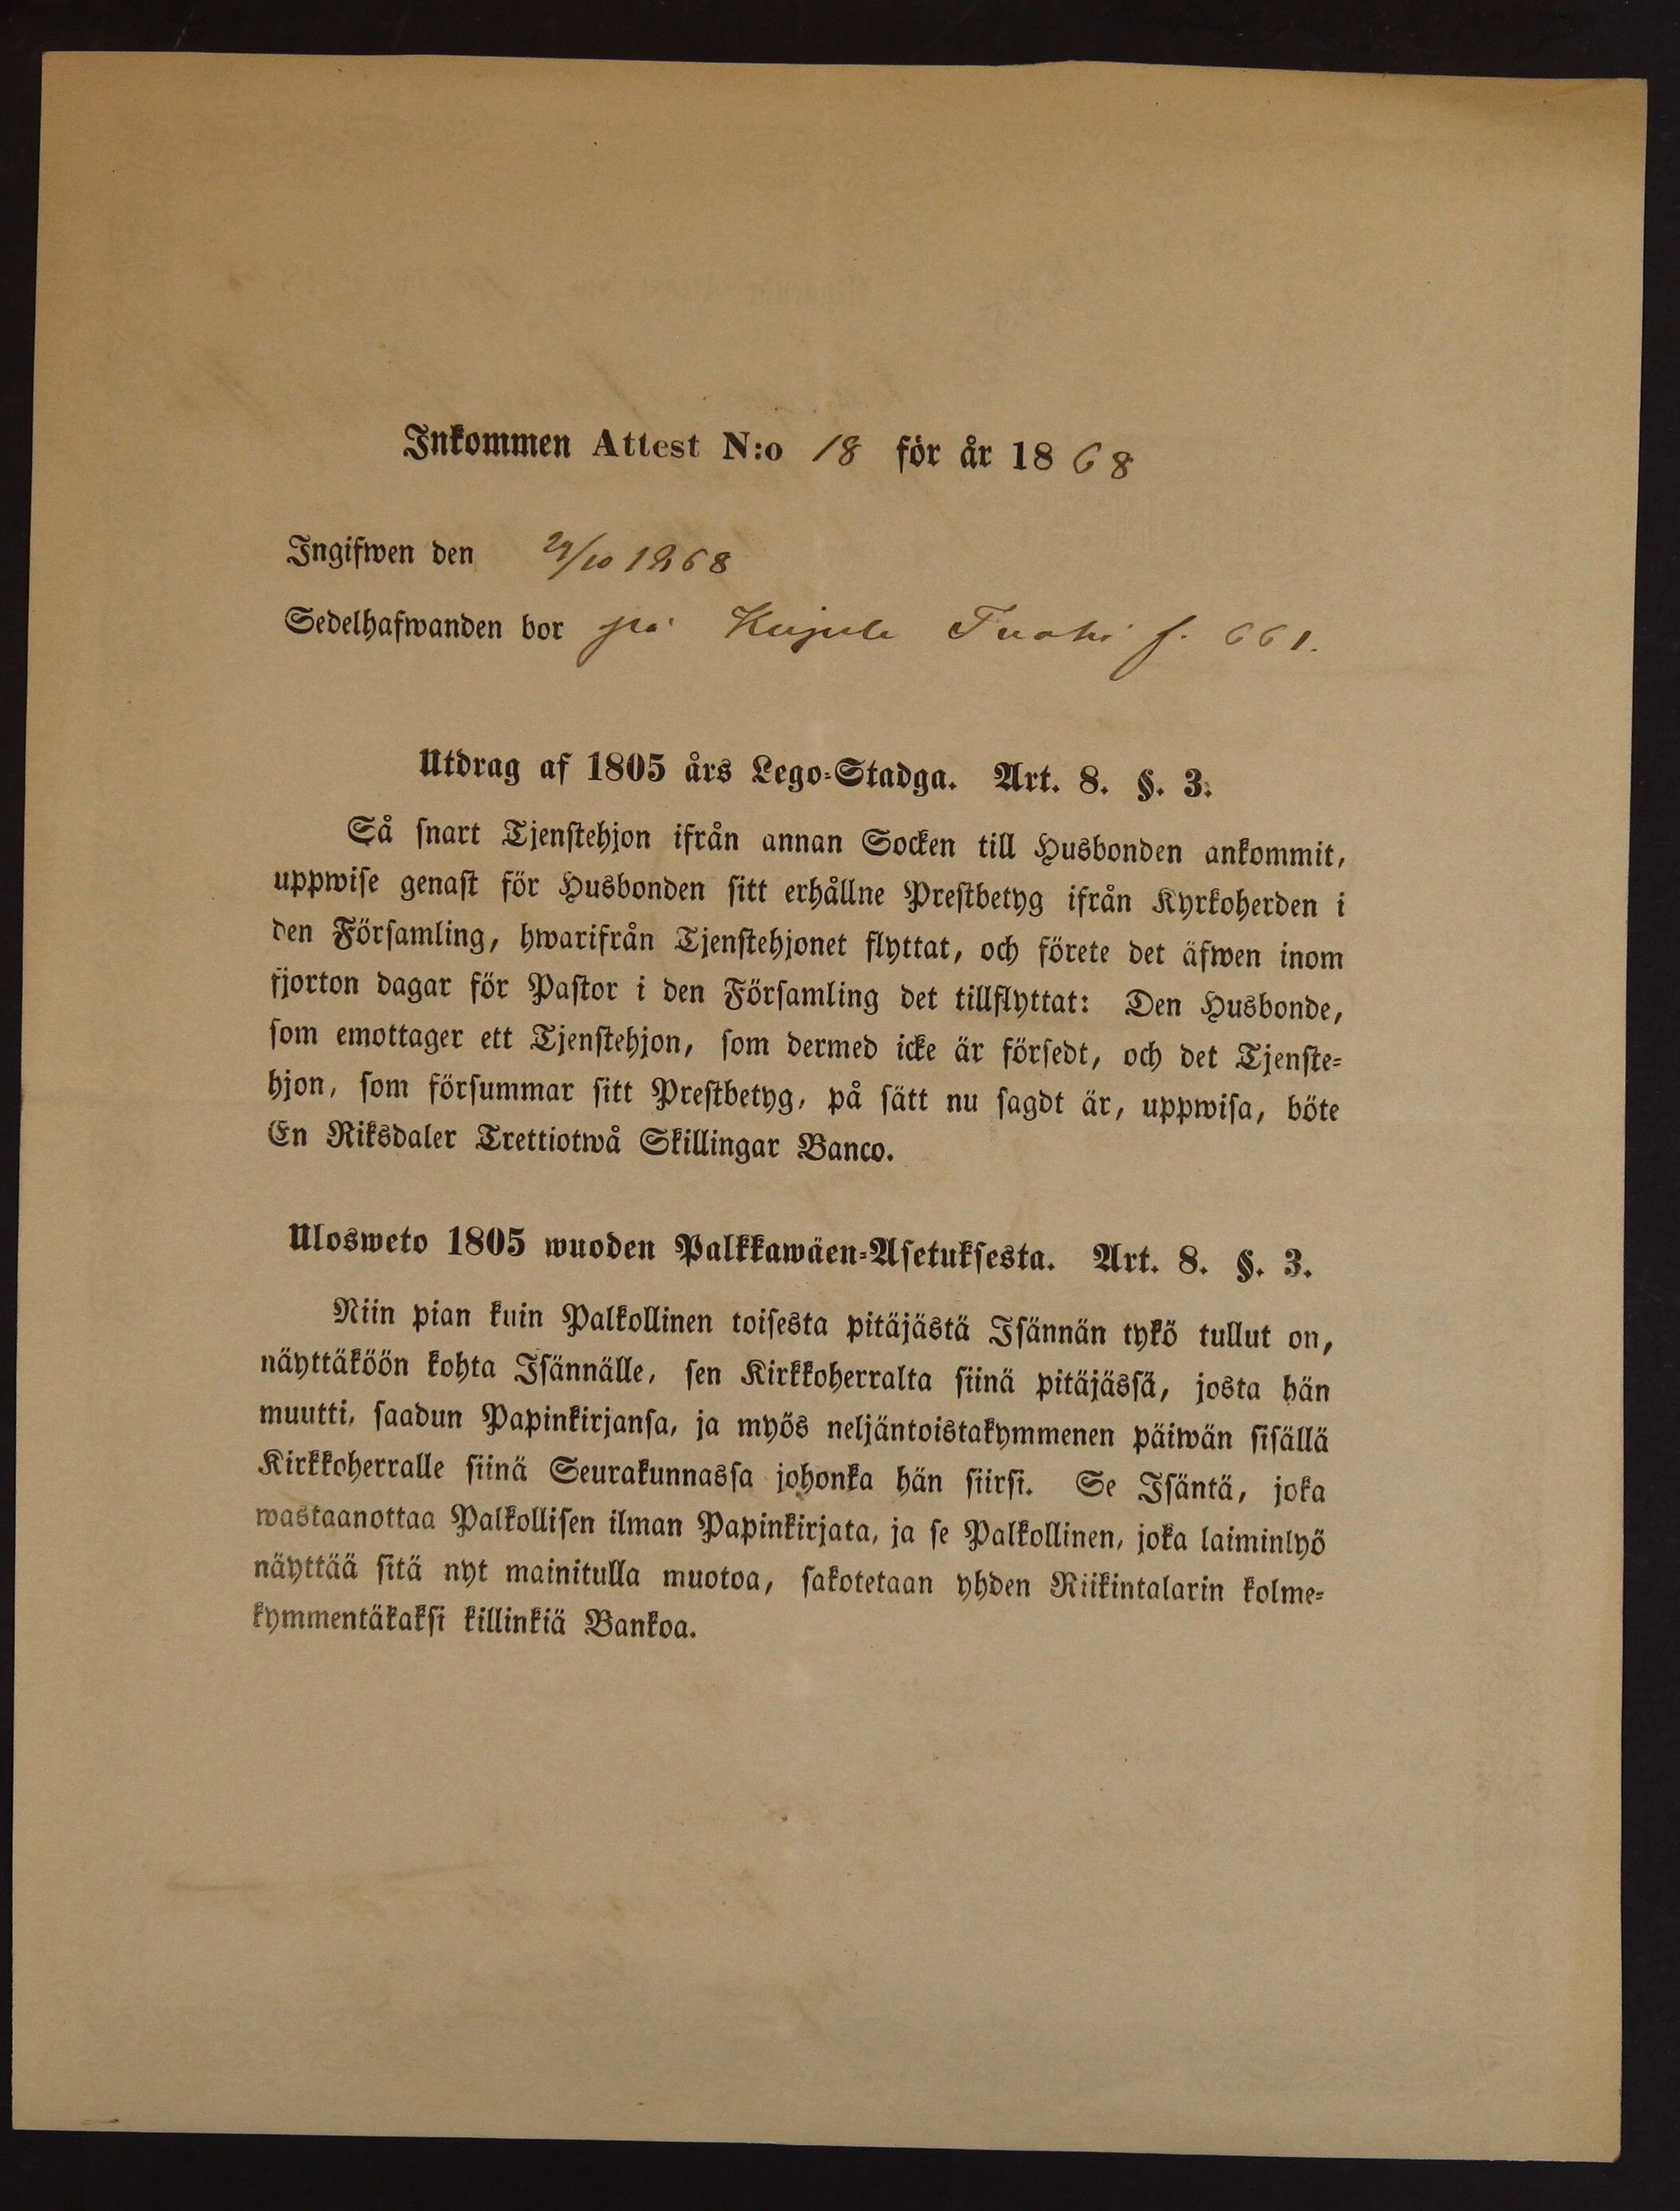 Inkommen Attest N:o 18 för år 1868
Ingifwen den 29/10 1868
Sedelhafwanden bor på Kujula Tuohi f. 661.
Utdrag af 1805 års Lego-Stadga. Art. 8. §. 3.
Så snart Tjenstehjon ifrån annan Socken till Husbonden ankommit,
uppwise genast för Husbonden sitt erhållne Prestbetyg ifrån Kyrkoherden i
den Församling, hwarifrån Tjenstehjonet flyttat, och förete det äfwen inom
fjorton dagar för Pastor i den Församling det tillflyttat: Den Husbonde,
som emottager ett Tjenstehjon, som dermed icke är försedt, och det Tjenste-
hjon, som försummar sitt Prestbetyg, på sätt nu sagdt är, uppwisa, böte
En Riksdaler Trettiotwå Skillingar Banco.
Ulosweto 1805 wuoden Palkkawäen-Asetuksesta. Art. 8. §. 3.
Niin pian kuin Palkollinen toisesta pitäjästä Isännän tykö tullut on,
näyttäköön kohta Isännälle, sen Kirkkoherralta siinä pitäjässä, josta hän
muutti, saadun Papinkirjansa, ja myös neljäntoistakymmenen päiwän sisällä
Kirkkoherralle siinä Seurakunnassa johonka hän siirsi. Se Isäntä, joka
wastaanottaa Palkollisen ilman Papinkirjata, ja se Palkollinen, joka laiminlyö
näyttää sitä nyt mainitulla muotoa, sakotetaan yhden Riikintalarin kolme-
kymmentäkaksi killinkiä Bankoa.